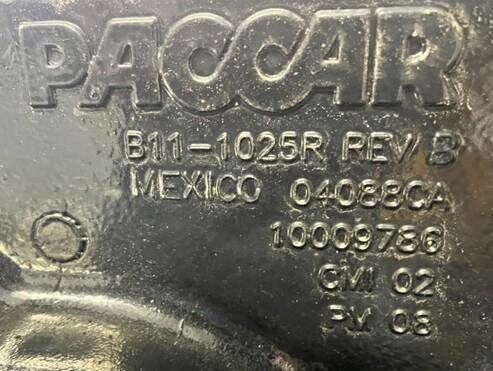 PACCAR
B11-1025R REV B
MEXICO 04088CA
10009786
CMI 02
PM 08